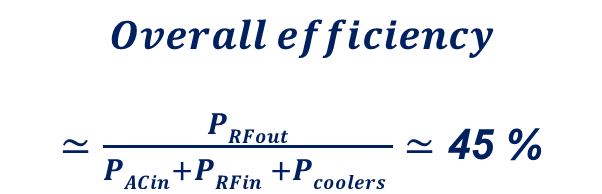 Overall efficiency
≃ P_RFout / P_ACin+P_RFin +P_coolers ≃ 45 %